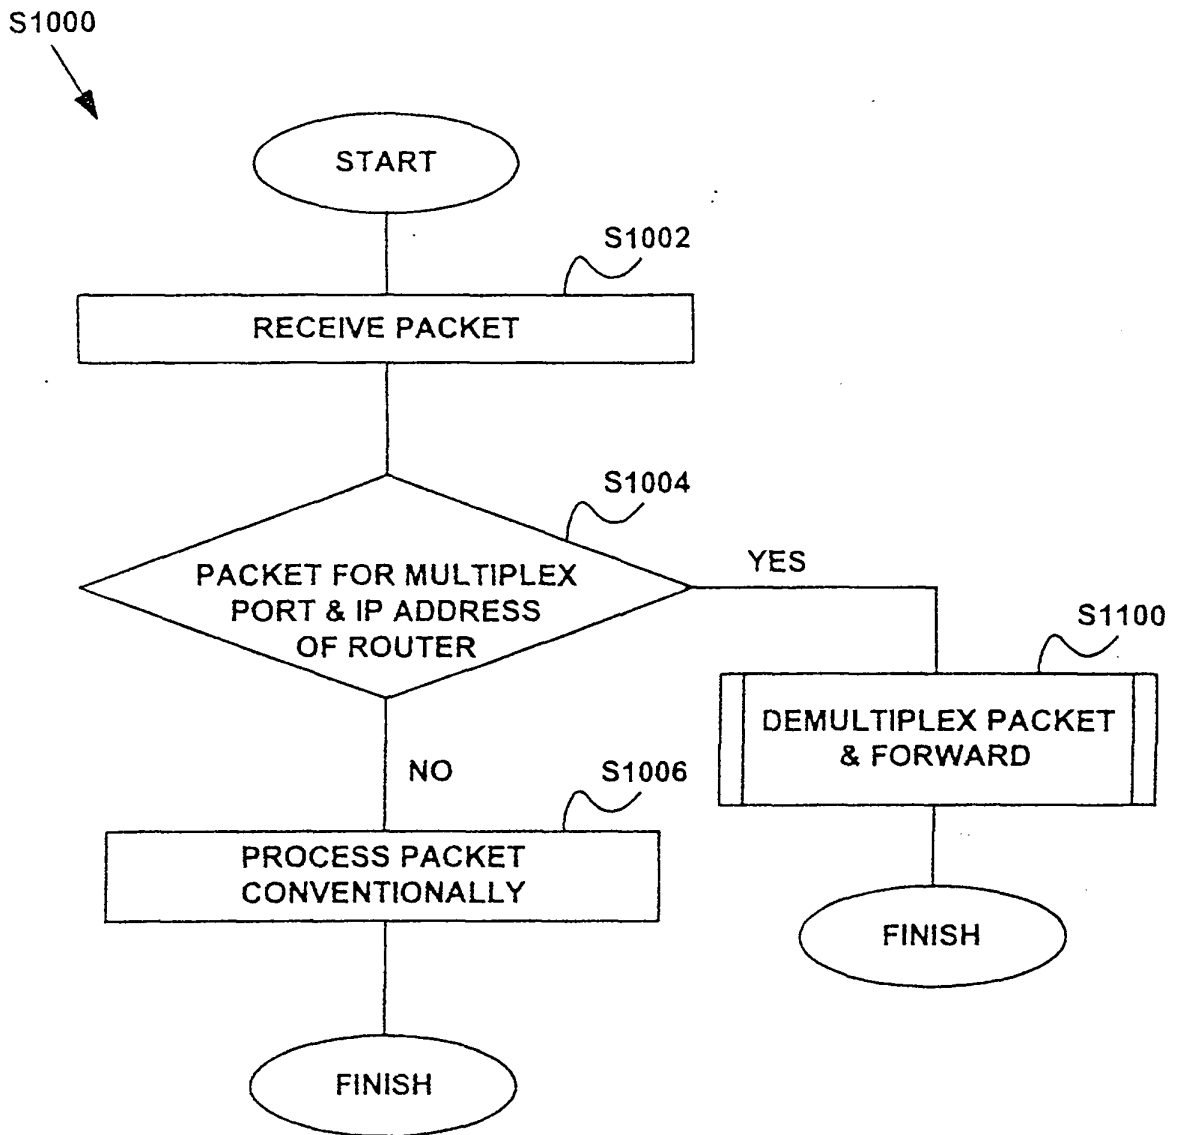 S1000
START
S1002
RECEIVE PACKET
S1004
PACKET FOR MULTIPLEX
PORT & IP ADDRESS
OF ROUTER
YES
S1100
DEMULTIPLEX PACKET
& FORWARD
NO
S1006
PROCESS PACKET
CONVENTIONALLY
FINISH
FINISH